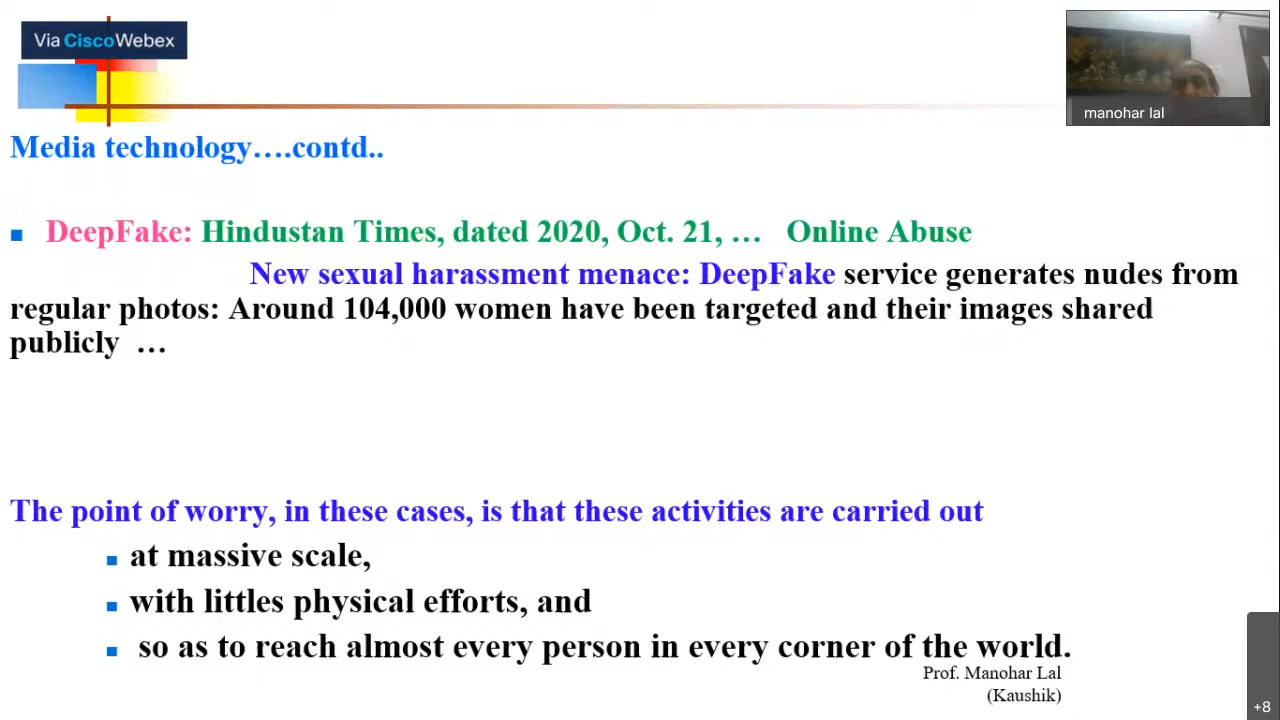 Via CiscoWebex
manohar lal
Media technology….contd..
DeepFake: Hindustan Times, dated 2020, Oct. 21, … Online Abuse
New sexual harassment menace: DeepFake service generates nudes from
regular photos: Around 104,000 women have been targeted and their images shared
publicly …
The point of worry, in these cases, is that these activities are carried out
at massive scale,
with littles physical efforts, and
so as to reach almost every person in every corner of the world.
Prof. Manohar Lal
(Kaushik)
+8